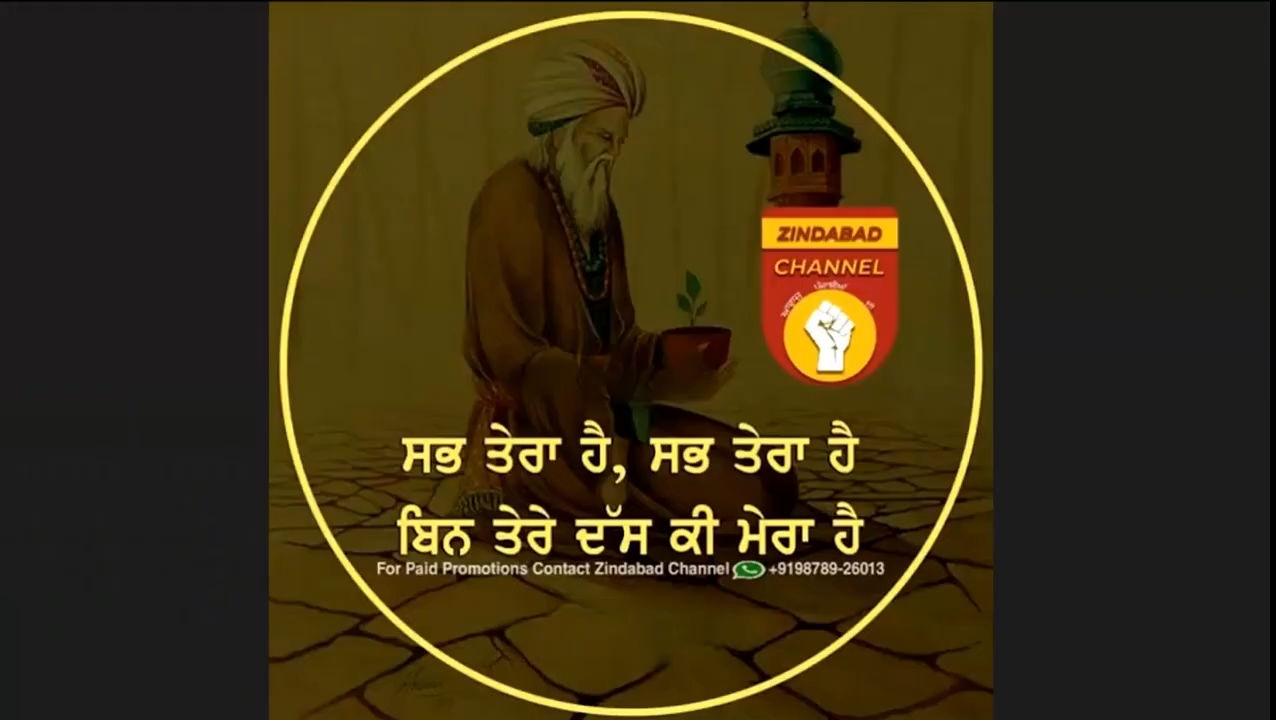 ZINDABAD
CHANNEL
ਸਭ ਤੇਰਾ ਹੈ, ਸਭ ਤੇਰਾ ਹੈ
ਬਿਨ ਤੇਰੇ ਦੱਸ ਕੀ ਮੇਰਾ ਹੈ
For Paid Promotions Contact Zindabad Channel +9198789-26013